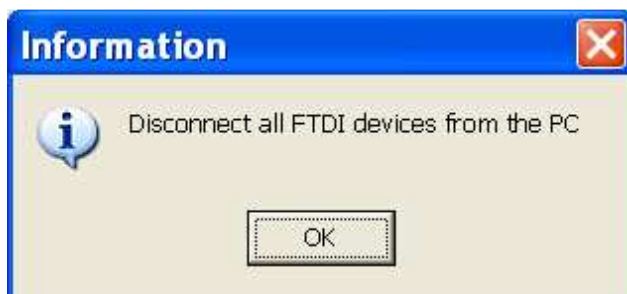 Information
Disconnect all FTDI devices from the PC
OK